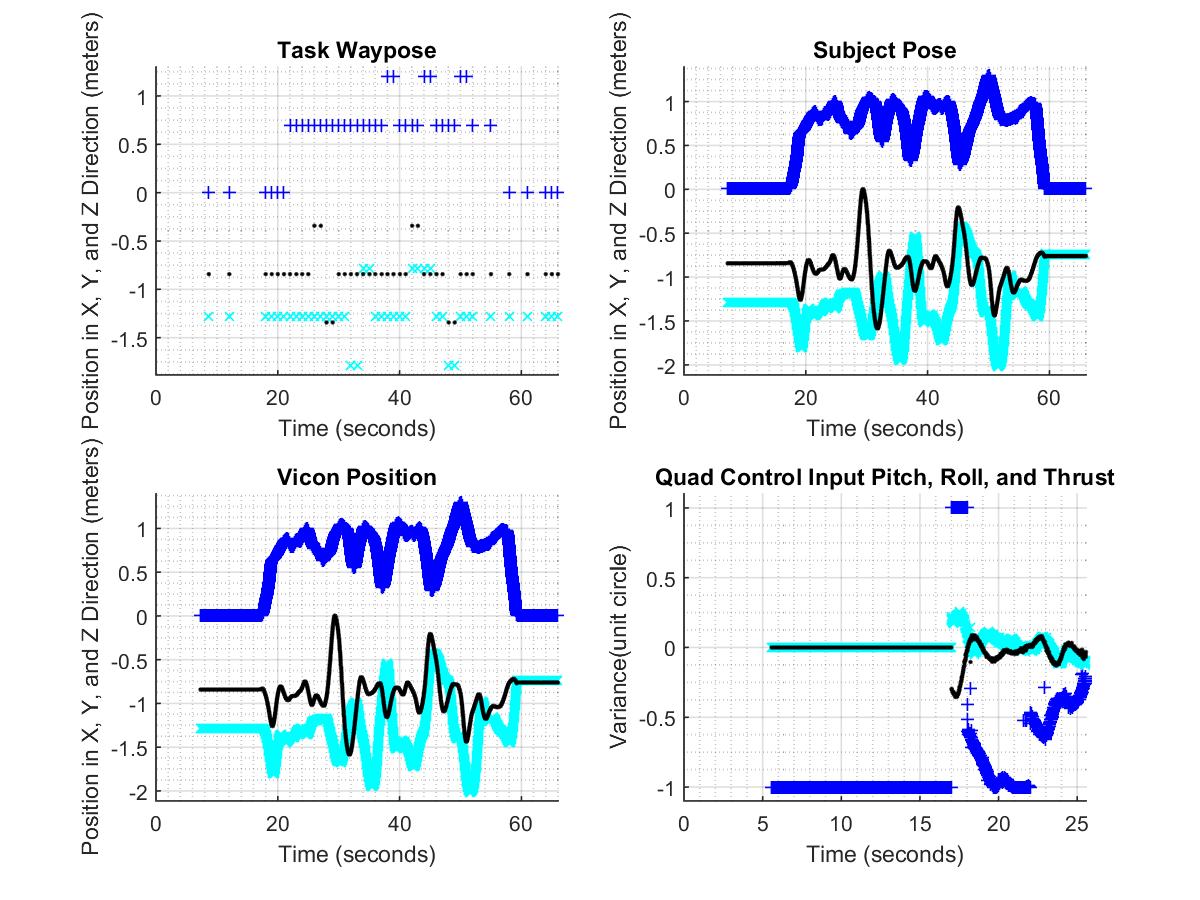 Task Waypose
Position in X, Y, and Z Direction (meters)
1
0.5
0
-0.5
-1
-1.5
0 20 40 60
Time (seconds)
Subject Pose
Position in X, Y, and Z Direction (meters)
1
0.5
0
-0.5
-1
-1.5
-2
0 20 40 60
Time (seconds)
Vicon Position
Position in X, Y, and Z Direction (meters)
1
0.5
0
-0.5
-1
-1.5
-2
0 20 40 60
Time (seconds)
Quad Control Input Pitch, Roll, and Thrust
Variance(unit circle)
1
0.5
0
-0.5
-1
0 5 10 15 20 25
Time (seconds)